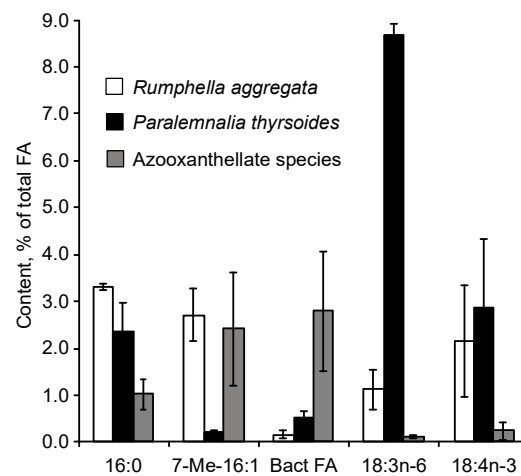 Content, % of total FA
9.0
8.0
7.0
6.0
5.0
4.0
3.0
2.0
1.0
0.0
Rumphella aggregata
Paralemnalia thyrsoides
Azooxanthellate species
16:0 7-Me-16:1 Bact FA 18:3n-6 18:4n-3